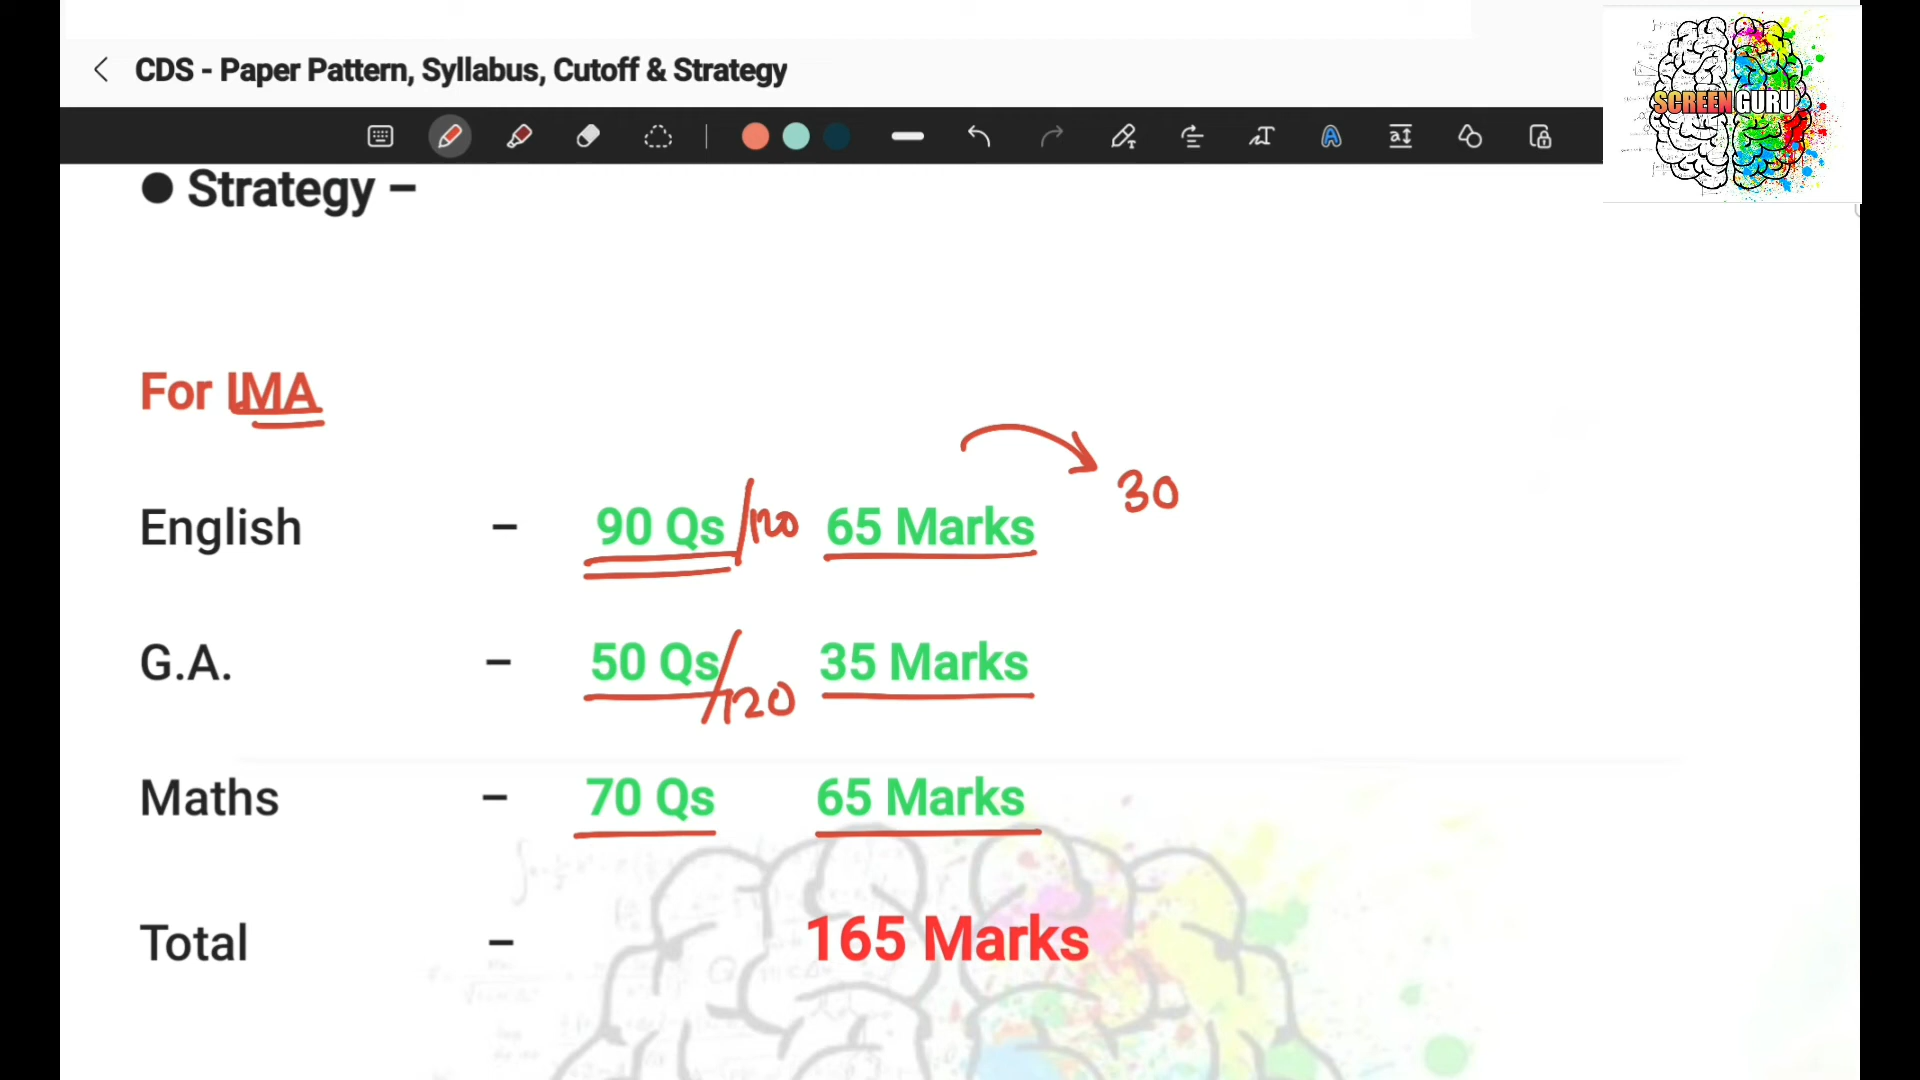 CDS - Paper Pattern, Syllabus, Cutoff & Strategy
SCREEN GURU
● Strategy –
For IMA
30
English – 90 Qs /120 65 Marks
G.A. – 50 Qs /120 35 Marks
Maths – 70 Qs 65 Marks
Total – 165 Marks